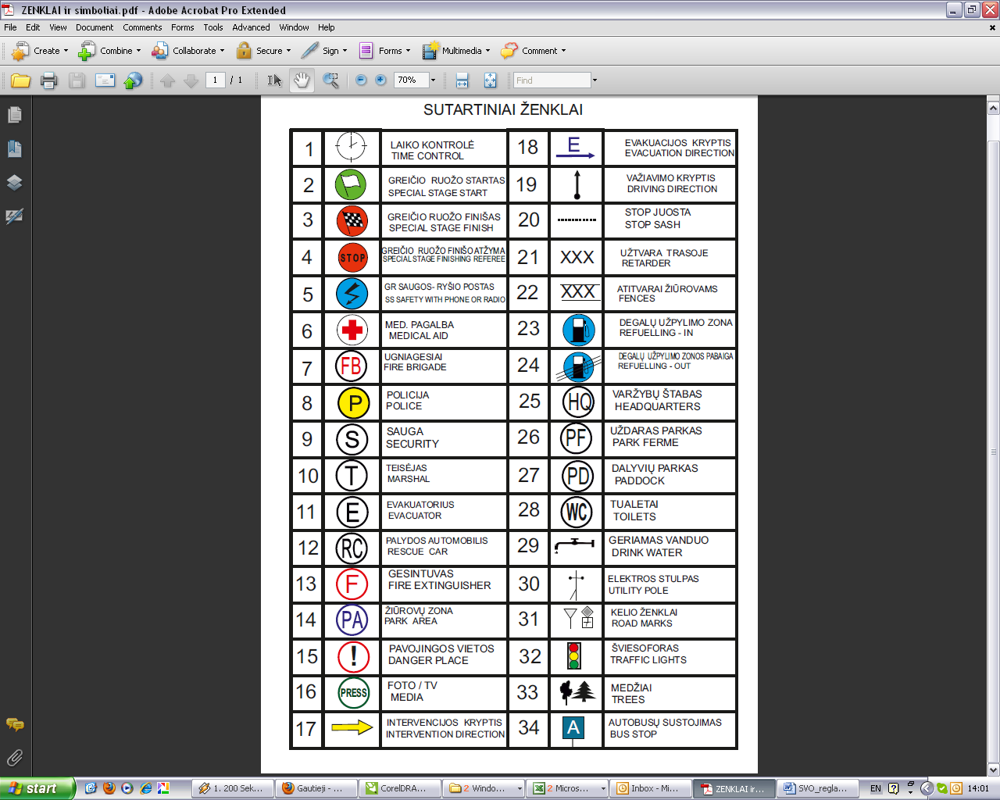 ZENKLAI ir simboliai.pdf - Adobe Acrobat Pro Extended
File Edit View Document Comments Forms Tools Advanced Window Help
Create Combine Collaborate Secure Sign Forms Multimedia Comment
1 / 1 70% Find
SUTARTINIAI ŽENKLAI
1 LAIKO KONTROLĖ
TIME CONTROL
18 E EVAKUACIJOS KRYPTIS
EVACUATION DIRECTION
2 GREIČIO RUOŽO STARTAS
SPECIAL STAGE START
19 VAŽIAVIMO KRYPTIS
DRIVING DIRECTION
3 GREIČIO RUOŽO FINIŠAS
SPECIAL STAGE FINISH
20 STOP JUOSTA
STOP SASH
4 STOP GREIČIO RUOŽO FINIŠO ATŽYMA
SPECIAL STAGE FINISHING REFEREE
21 XXX UŽTVARA TRASOJE
RETARDER
5 GR SAUGOS- RYŠIO POSTAS
SS SAFETY WITH PHONE OR RADIO
22 XXX ATITVARAI ŽIŪROVAMS
FENCES
6 MED. PAGALBA
MEDICAL AID
23 DEGALŲ UŽPYLIMO ZONA
REFUELLING - IN
7 FB UGNIAGESIAI
FIRE BRIGADE
24 DEGALŲ UŽPYLIMO ZONOS PABAIGA
REFUELLING - OUT
8 P POLICIJA
POLICE
25 HQ VARŽYBŲ ŠTABAS
HEADQUARTERS
9 S SAUGA
SECURITY
26 PF UŽDARAS PARKAS
PARK FERME
10 T TEISĖJAS
MARSHAL
27 PD DALYVIŲ PARKAS
PADDOCK
11 E EVAKUATORIUS
EVACUATOR
28 WC TUALETAI
TOILETS
12 RC PALYDOS AUTOMOBILIS
RESCUE CAR
29 GERIAMAS VANDUO
DRINK WATER
13 F GESINTUVAS
FIRE EXTINGUISHER
30 ELEKTROS STULPAS
UTILITY POLE
14 PA ŽIŪROVŲ ZONA
PARK AREA
31 KELIO ŽENKLAI
ROAD MARKS
15 ! PAVOJINGOS VIETOS
DANGER PLACE
32 ŠVIESOFORAS
TRAFFIC LIGHTS
16 PRESS FOTO / TV
MEDIA
33 MEDŽIAI
TREES
17 INTERVENCIJOS KRYPTIS
INTERVENTION DIRECTION
34 A AUTOBUSŲ SUSTOJIMAS
BUS STOP
start 1. 200 Sek... Gautieji - ... CorelDRA... 2 Windo... 2 Micros... Inbox - Mi... ZENKLAI ir... SVO_regla... EN 14:01